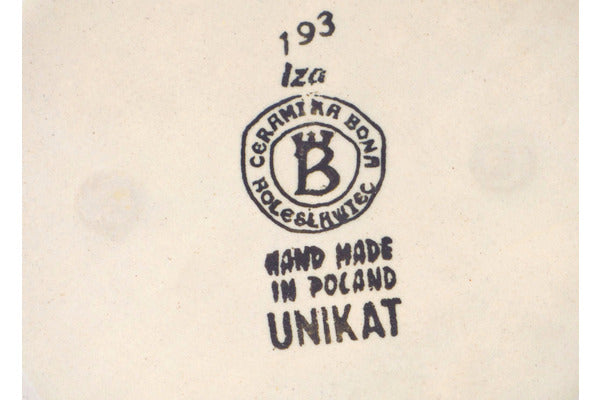 193
Iza
CERAMIKA BONA
B
BOLESŁAWIEC
HAND MADE
IN POLAND
UNIKAT